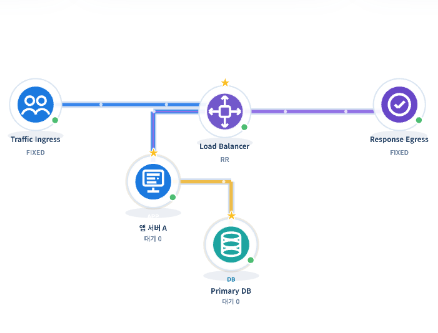 Traffic Ingress
FIXED
Load Balancer
RR
Response Egress
FIXED
앱 서버 A
대기 0
DB
Primary DB
대기 0